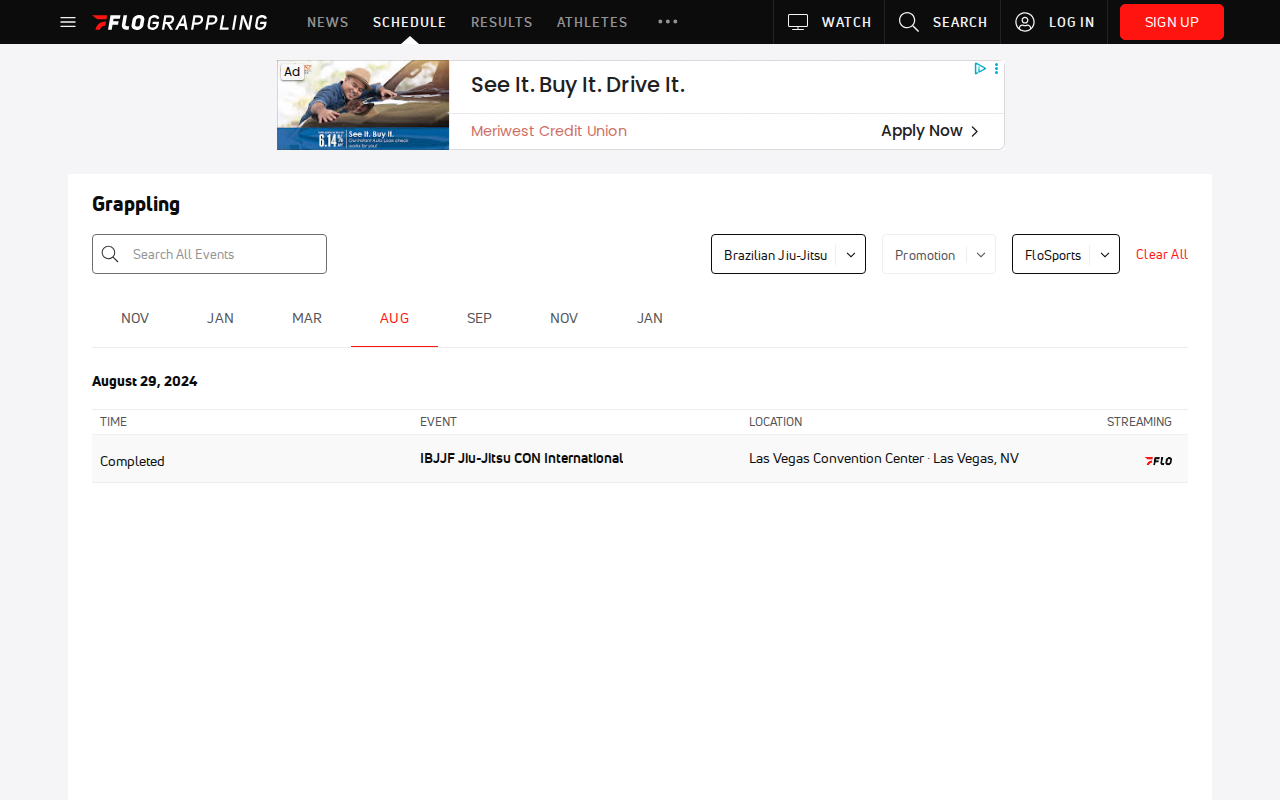 FLOGRAPPLING NEWS SCHEDULE RESULTS ATHLETES WATCH SEARCH LOG IN SIGN UP
Ad
See It. Buy It. Drive It.
See It. Buy It.
6.14%
Meriwest Credit Union
Apply Now
Grappling
Search All Events
Brazilian Jiu-Jitsu
Promotion
FloSports
Clear All
NOV JAN MAR AUG SEP NOV JAN
August 29, 2024
TIME EVENT LOCATION STREAMING
Completed IBJJF Jiu-Jitsu CON International Las Vegas Convention Center · Las Vegas, NV FLO